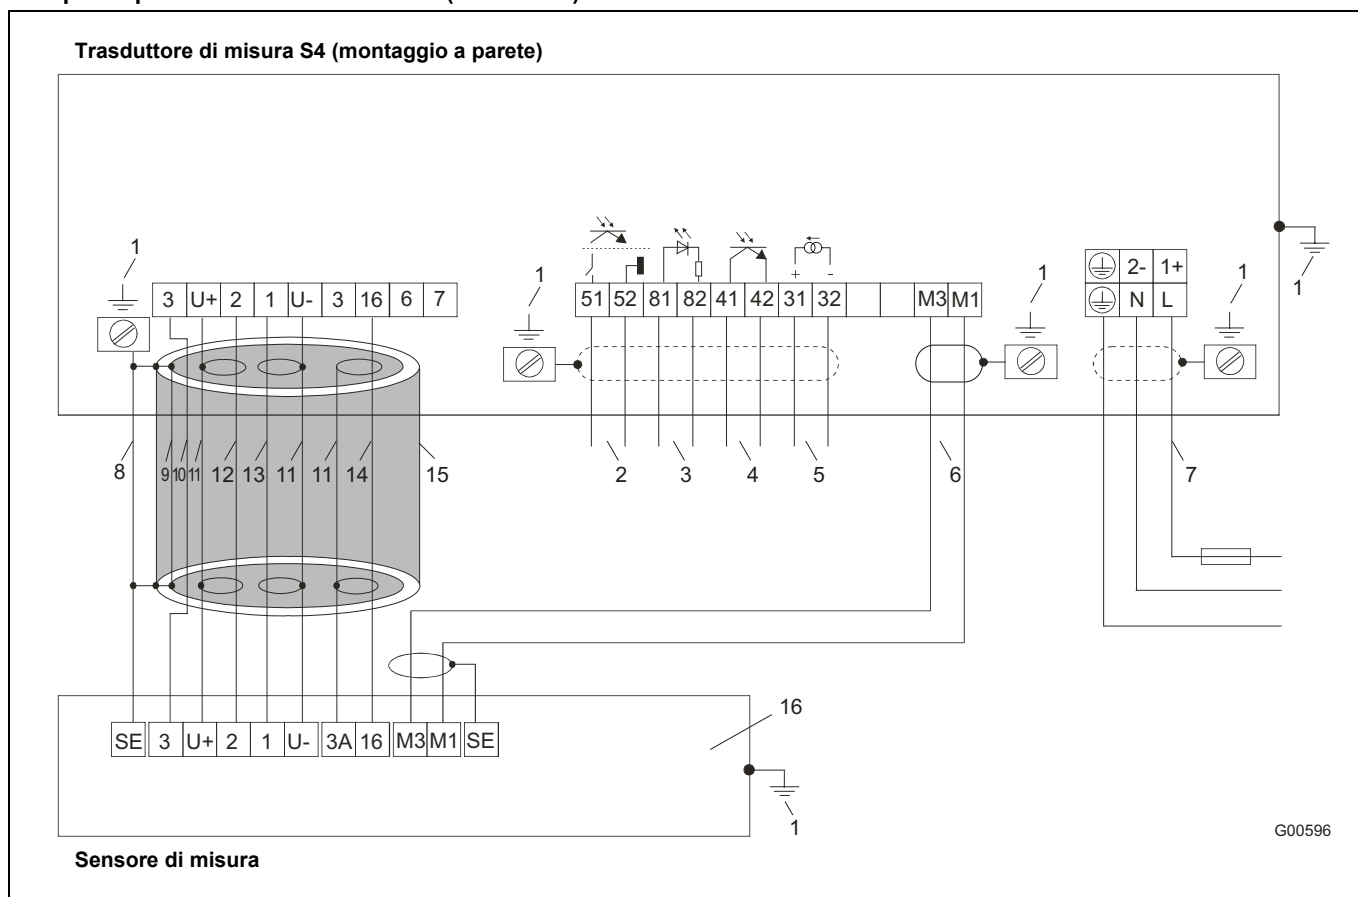 Trasduttore di misura S4 (montaggio a parete)
1
1
1
1
1
3 U+ 2 1 U- 3 16 6 7
51 52 81 82 41 42 31 32 M3 M1
+ -
2- 1+
N L
8 9 10 11 12 13 11 11 14 15
2 3 4 5 6 7
SE 3 U+ 2 1 U- 3A 16 M3 M1 SE
16
1
G00596
Sensore di misura